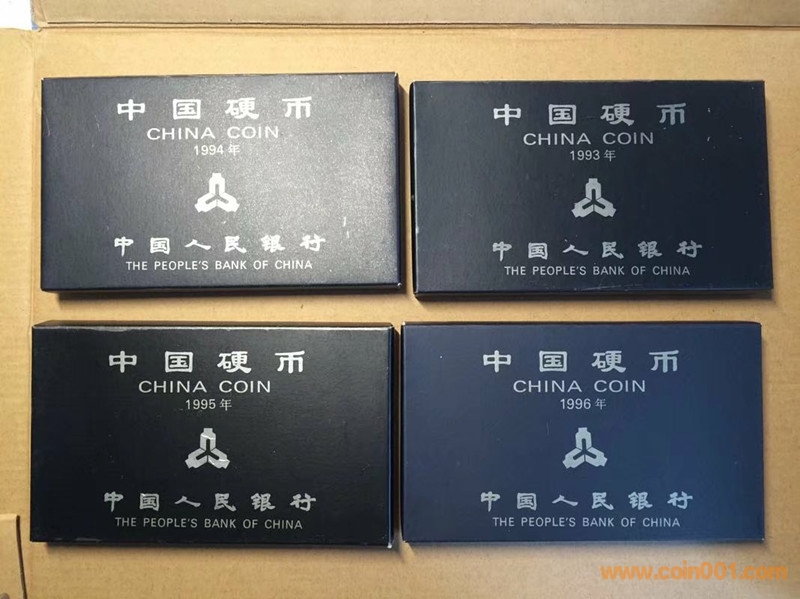 中国硬币
CHINA COIN
1994年
中国人民银行
THE PEOPLE'S BANK OF CHINA
中国硬币
CHINA COIN
1993年
中国人民银行
THE PEOPLE'S BANK OF CHINA
中国硬币
CHINA COIN
1995年
中国人民银行
THE PEOPLE'S BANK OF CHINA
中国硬币
CHINA COIN
1996年
中国人民银行
THE PEOPLE'S BANK OF CHINA
www.coin001.com